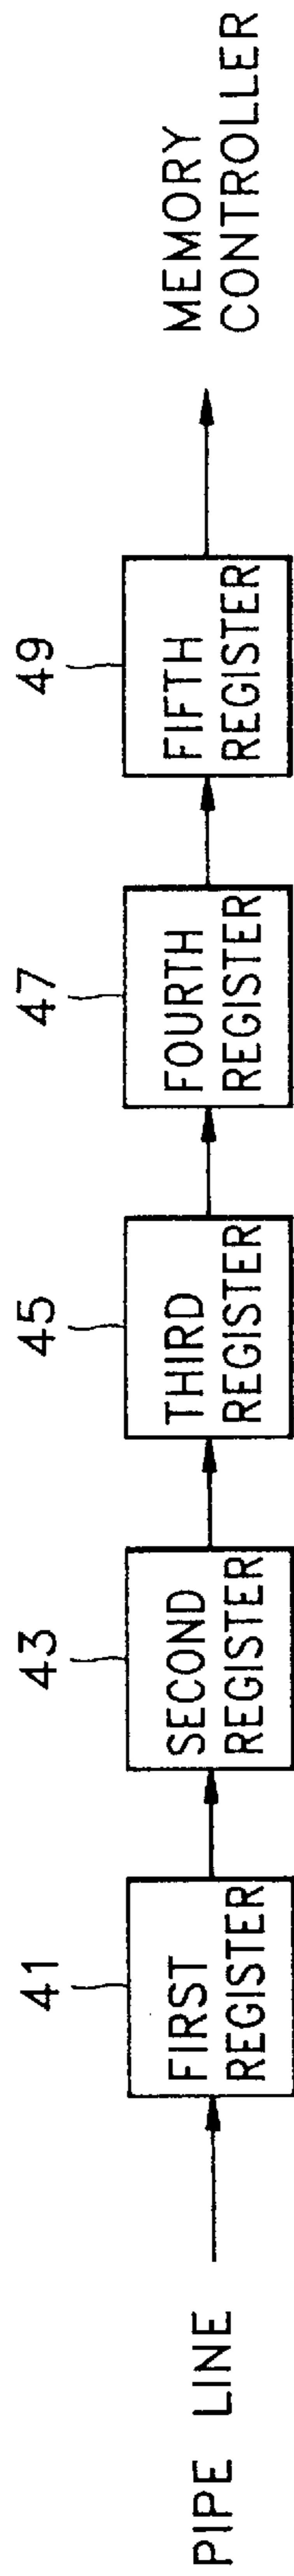 PIPE LINE
41
FIRST
REGISTER
43
SECOND
REGISTER
45
THIRD
REGISTER
47
FOURTH
REGISTER
49
FIFTH
REGISTER
MEMORY
CONTROLLER